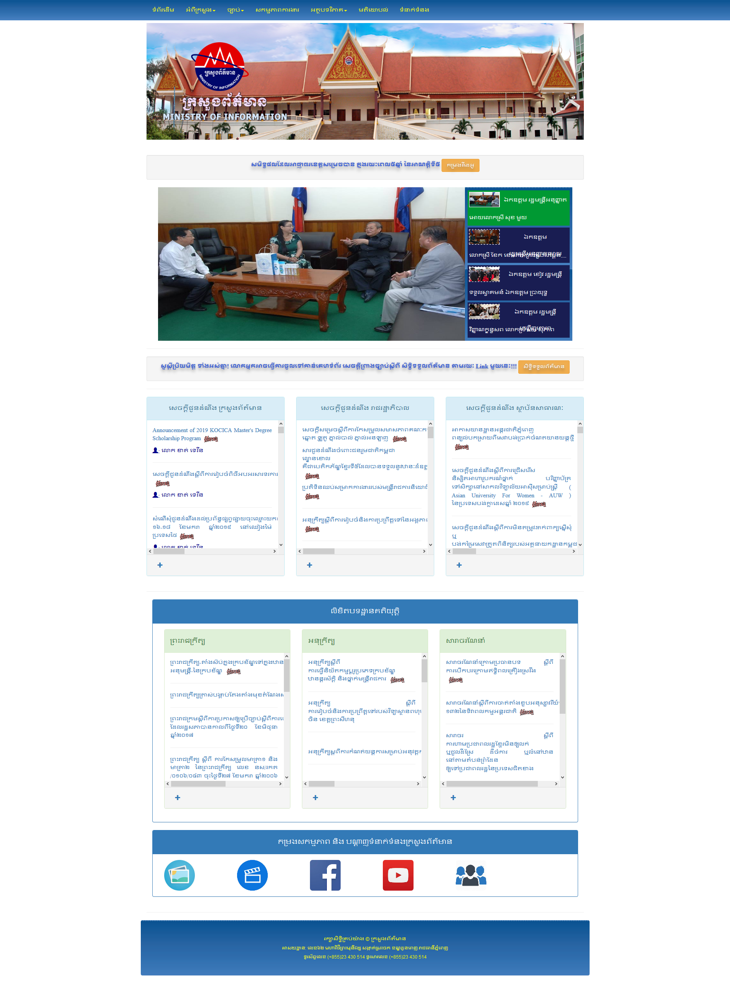 ទំព័រដើម អំពីក្រសួង ច្បាប់ សកម្មភាពការងារ អត្ថបទវិភាគ មតិយោបល់ ទំនាក់ទំនង
ក្រសួងព័ត៌មាន
MINISTRY OF INFORMATION
ក្រសួងព័ត៌មាន
MINISTRY OF INFORMATION
សមិទ្ធផលដែលអាជ្ញាធរខេត្តសម្រេចបាន ក្នុងរយៈពេល៥ឆ្នាំ នៃអាណត្តិទី៥ កម្រងវីដេអូ
ឯកឧត្តម រដ្ឋមន្ត្រីអនុញ្ញាត
អោយលោកស្រី សុខ មួយ
ឯកឧត្តម
ឯកឧត្តម ខៀវ រដ្ឋមន្ត្រី
ទទួលស្វាគមន៍ ឯកឧត្តម ប្រាយុទ្ធ
ឯកឧត្តម រដ្ឋមន្ត្រី
វិញ្ញាណក្ខន្ធសព
សួស្តីប្រិយមិត្ត ទាំងអស់គ្នា! លោកអ្នកអាចធ្វើការចូលទៅកាន់គេហទំព័រ សេចក្តីព្រាងច្បាប់ស្តីពី សិទ្ធិទទួលព័ត៌មាន តាមរយៈ Link មួយនេះ!!! សិទ្ធិទទួលព័ត៌មាន
សេចក្តីជូនដំណឹង ក្រសួងព័ត៌មាន
Announcement of 2019 KOCICA Master's Degree
Scholarship Program
: លោក ខាត់ ទេវីន
សេចក្តីជូនដំណឹងស្តីពីការរៀបចំពិធីអបអរសាទរការ
: លោក ខាត់ ទេវីន
សំណើសុំជូនដំណឹងដល់ប្រព័ន្ធផ្សព្វផ្សាយចុះឈ្មោះយក
១៦-១៨ ខែមករា ឆ្នាំ២០១៩ នៅឈៀងម៉ៃ
ប្រទេសថៃ
: លោក ខាត់ ទេវីន
សេចក្តីជូនដំណឹង រាជរដ្ឋាភិបាល
សេចក្តីសម្រេចស្តីពីការកែសម្រួលសមាសភាពគណៈក
ឆ្នោត ឡូតូ ភ្នាល់បាល់ ភ្នាល់អនឡាញ
សារជូនដំណឹងចំពោះជនរួមជាតិកម្ពុជា
ល្ខោនខោល
គឺជាបេតិកភ័ណ្ឌខ្មែរទី៥ដែលបានទទួលនូវឋានៈដ៏ឧត្ត
ប្រតិទិនឈប់សម្រាកការងាររបស់មន្ត្រីរាជការនិយោជិ
អនុក្រឹត្យស្តីពីការរៀបចំនិងការប្រព្រឹត្តទៅនៃអង្គភាព
សេចក្តីជូនដំណឹង ស្ថាប័នសាធារណៈ
អាកាសយានដ្ឋានអន្តរជាតិភ្នំពេញ
ពន្យល់បកស្រាយពីសេវាបង់ប្រាក់ចំណតយានយន្តថ្មី
សេចក្តីជូនដំណឹងស្តីពីការជ្រើសរើស
និស្សិតអាហារូបករណ៍ថ្នាក់ បរិញ្ញាប័ត្រ
ទៅសិក្សានៅសាកលវិទ្យាល័យអាស៊ីសម្រាប់ស្ត្រី (
Asian University For Women - AUW )
នៃប្រទេសបង់ក្លាដេសឆ្នាំ ២០១៩
សេចក្តីជូនដំណឹងស្តីពីការមិនតម្រូវដាក់ពាក្យស្នើសុំ
ឬ
បង់កម្រៃសេវាត្រួតពិនិត្យរបស់អគ្គនាយកដ្ឋានកម្ពុជ
លិខិតបទដ្ឋានគតិយុត្តិ
ព្រះរាជក្រឹត្យ
ព្រះរាជក្រឹត្យ-តាំងស៊ប់ក្នុងក្របខ័ណ្ឌទៅក្នុងឋាន
អនុមន្ត្រី-នៃក្របខ័ណ្ឌ
ព្រះរាជក្រឹត្យត្រាស់បង្គាប់តែងតាំងមុខតំណែងស
ព្រះរាជក្រមស្តីពីការប្រកាសឲ្យប្រើច្បាប់ស្តីពីការ
ដែលរដ្ឋសភាបានកាលពីថ្ងៃទី២០ ខែមិថុនា
ឆ្នាំ២០១៧
ព្រះរាជក្រឹត្យ ស្តីពី ការកែសម្រួលមាត្រា១ និង
មាត្រា២ នៃព្រះរាជក្រឹត្យ លេខ នស/រកត
/០១០៦/០៤៣ ចុះថ្ងៃទី២៧ ខែមករា ឆ្នាំ២០០៦
អនុក្រឹត្យ
អនុក្រឹត្យស្តីពី
ការធ្វើនិយ័តកម្មប្តូរប្រភេទក្របខ័ណ្ឌ
ឋានន្តរស័ក្តិ និងថ្នាក់មន្ត្រីរាជការ
អនុក្រឹត្យ ស្តីពី
ការរៀបចំនិងការប្រព្រឹត្តទៅរបស់វិទ្យាស្ថានពហុ
ចិន ខេត្តព្រះសីហនុ
អនុក្រឹត្យស្តពីការកំណត់យន្តការសម្រាប់អនុវត្ត
សារាចរណែនាំ
សារាចរណែនាំក្រោមប្រធានបទ ស្តីពី
ការបើកបរក្រោមឥទ្ធិពលគ្រឿងស្រវឹង
សារាចរណែនាំស្តីពីការចាត់តាំងខួបអនុស្សាវរីយ៍
១៣២នៃទិវាពលកម្មអន្តរជាតិ
សារាចរ ស្តីពី
ការហាមប្រជាពលរដ្ឋខ្មែរមិនឲ្យលក់
ឬជួលដីស្រែ ដីចំការ ឬលំនៅឋាន
នៅតាមតំបន់ព្រំដែន
ឲ្យទៅប្រជាពលរដ្ឋនៃប្រទេសជិតខាង
កម្រងសកម្មភាព និង បណ្តាញទំនាក់ទំនងក្រសួងព័ត៌មាន
រក្សាសិទ្ធិគ្រប់យ៉ាង © ក្រសួងព័ត៌មាន
អាសយដ្ឋាន: លេខ៦២ មហាវិថីព្រះមុនីវង្ស សង្កាត់ស្រះចក ខណ្ឌដូនពេញ រាជធានីភ្នំពេញ
ទូរស័ព្ទលេខ (+855)23 430 514 ទូរសារលេខ (+855)23 430 514